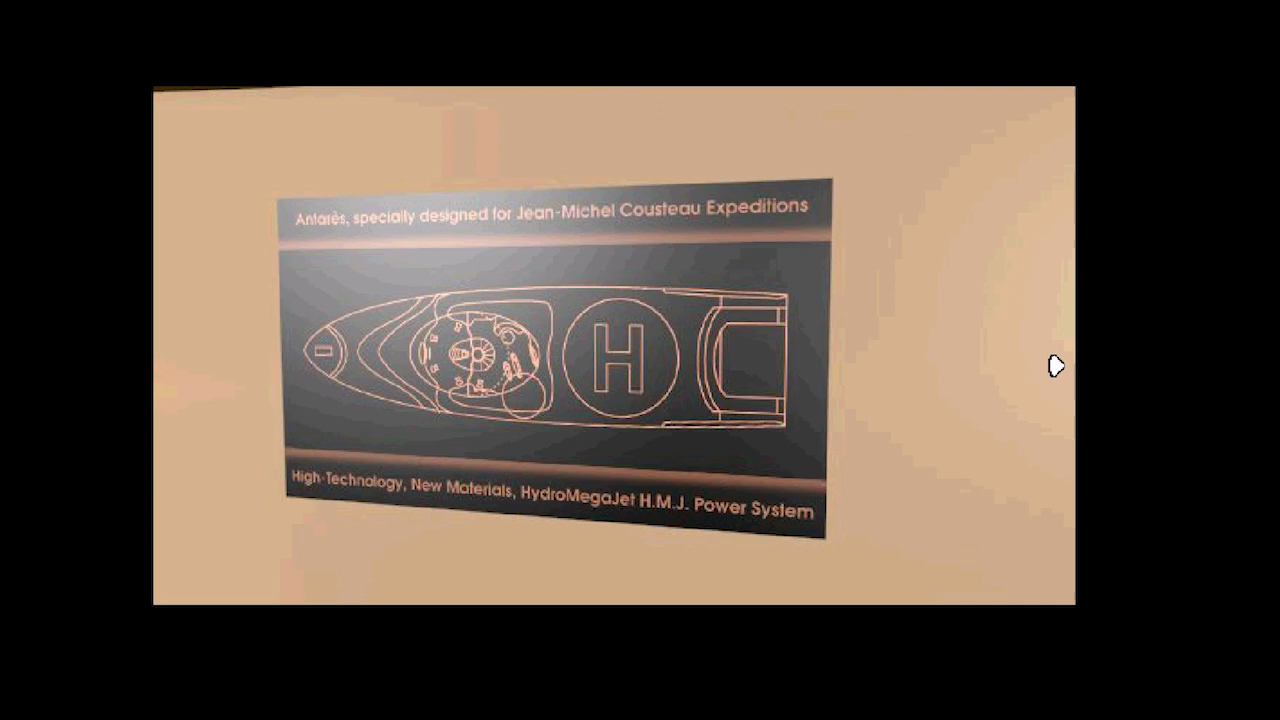 Antarès, specially designed for Jean-Michel Cousteau Expeditions
H
High-Technology, New Materials, HydroMegaJet H.M.J. Power System